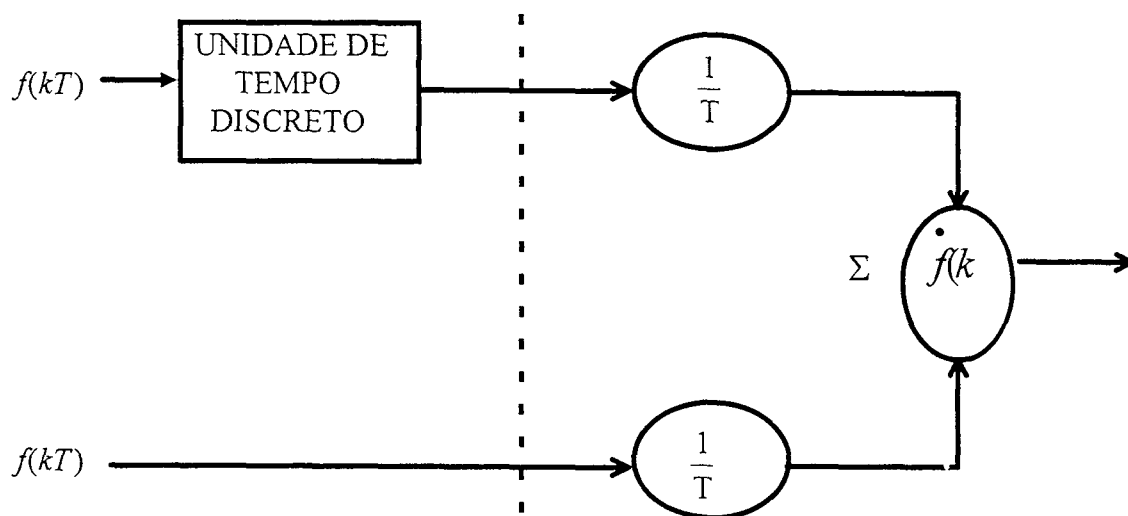 f(kT)
UNIDADE DE
TEMPO
DISCRETO
1
T
Σ
ḟ(k
f(kT)
1
T